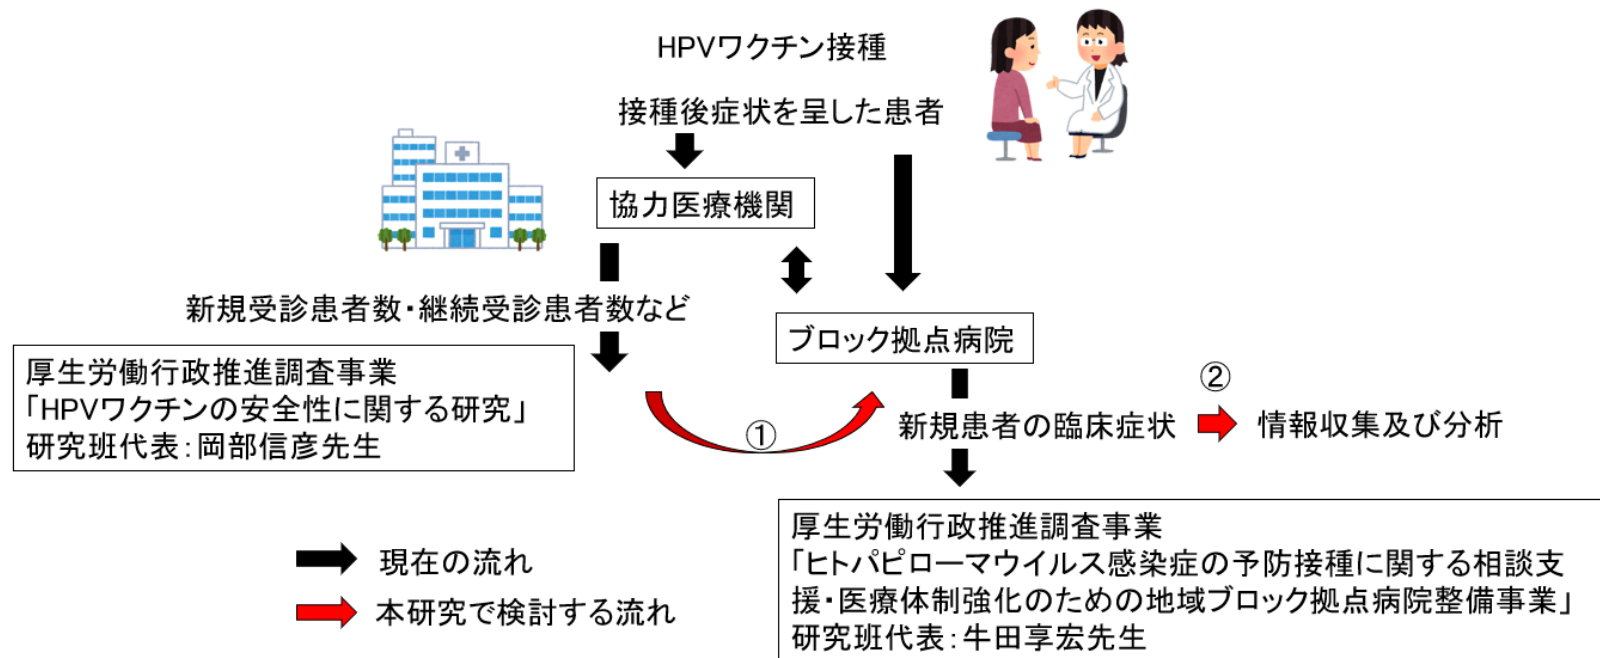 HPVワクチン接種
接種後症状を呈した患者
協力医療機関
新規受診患者数・継続受診患者数など
ブロック拠点病院
厚生労働行政推進調査事業
「HPVワクチンの安全性に関する研究」
研究班代表:岡部信彦先生
①
新規患者の臨床症状
②
情報収集及び分析
厚生労働行政推進調査事業
「ヒトパピローマウイルス感染症の予防接種に関する相談支
援・医療体制強化のための地域ブロック拠点病院整備事業」
研究班代表:牛田享宏先生
現在の流れ
本研究で検討する流れ